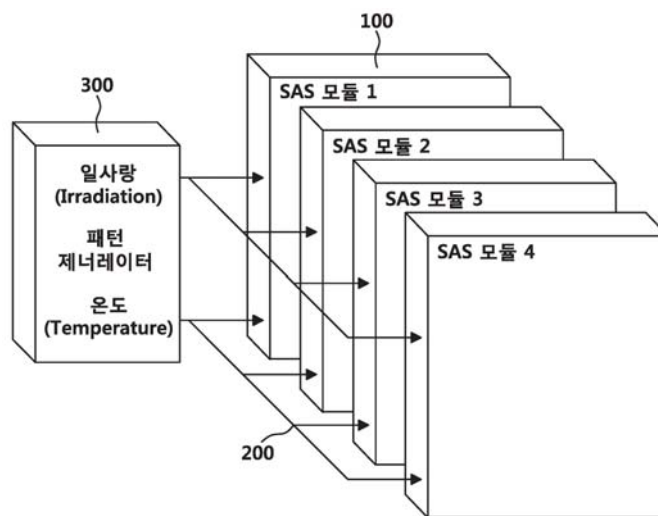 100
300
SAS 모듈 1
SAS 모듈 2
SAS 모듈 3
SAS 모듈 4
일사랑
(Irradiation)
패턴
제너레이터
온도
(Temperature)
200